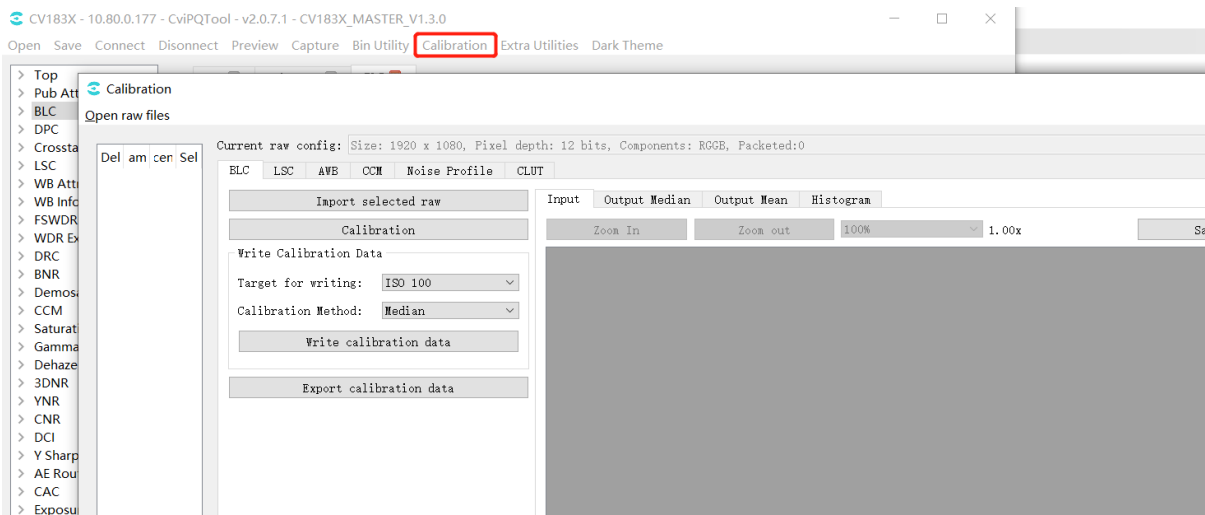 CV183X - 10.80.0.177 - CviPQTool - v2.0.7.1 - CV183X_MASTER_V1.3.0
Open Save Connect Disonnect Preview Capture Bin Utility Calibration Extra Utilities Dark Theme
Top
Pub Att
BLC
DPC
Crossta
LSC
WB Attr
WB Info
FSWDR
WDR Ex
DRC
BNR
Demosa
CCM
Saturat
Gamma
Dehaze
3DNR
YNR
CNR
DCI
Y Sharp
AE Rou
CAC
Exposu
Calibration
Open raw files
Del am cen Sel
Current raw config: Size: 1920 x 1080, Pixel depth: 12 bits, Components: RGGB, Packeted:0
BLC LSC AWB CCM Noise Profile CLUT
Import selected raw
Calibration
Write Calibration Data
Target for writing: ISO 100
Calibration Method: Median
Write calibration data
Export calibration data
Input Output Median Output Mean Histogram
Zoom In Zoom out 100% 1.00x Sa